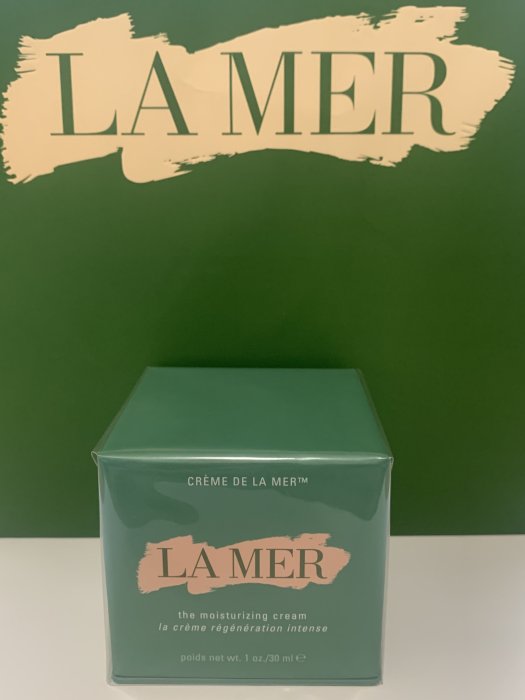 LA MER
CRÈME DE LA MER™
LA MER
the moisturizing cream
la crème régénération intense
poids net wt. 1 oz./30 ml ℮